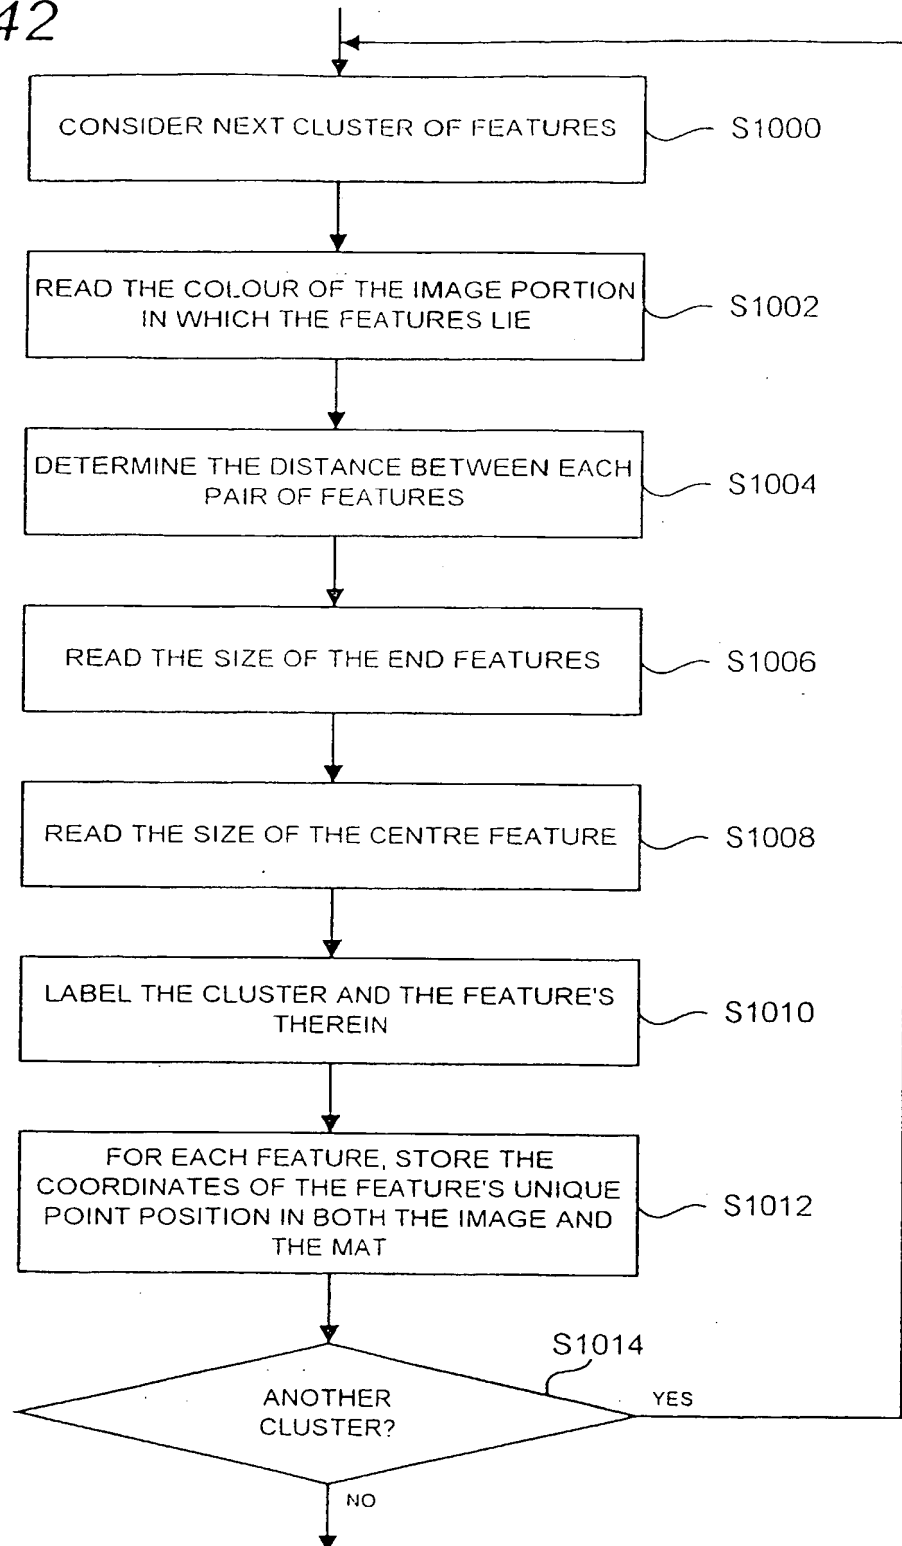 42
CONSIDER NEXT CLUSTER OF FEATURES
S1000
READ THE COLOUR OF THE IMAGE PORTION
IN WHICH THE FEATURES LIE
S1002
DETERMINE THE DISTANCE BETWEEN EACH
PAIR OF FEATURES
S1004
READ THE SIZE OF THE END FEATURES
S1006
READ THE SIZE OF THE CENTRE FEATURE
S1008
LABEL THE CLUSTER AND THE FEATURE'S
THEREIN
S1010
FOR EACH FEATURE, STORE THE
COORDINATES OF THE FEATURE'S UNIQUE
POINT POSITION IN BOTH THE IMAGE AND
THE MAT
S1012
S1014
ANOTHER
CLUSTER?
YES
NO